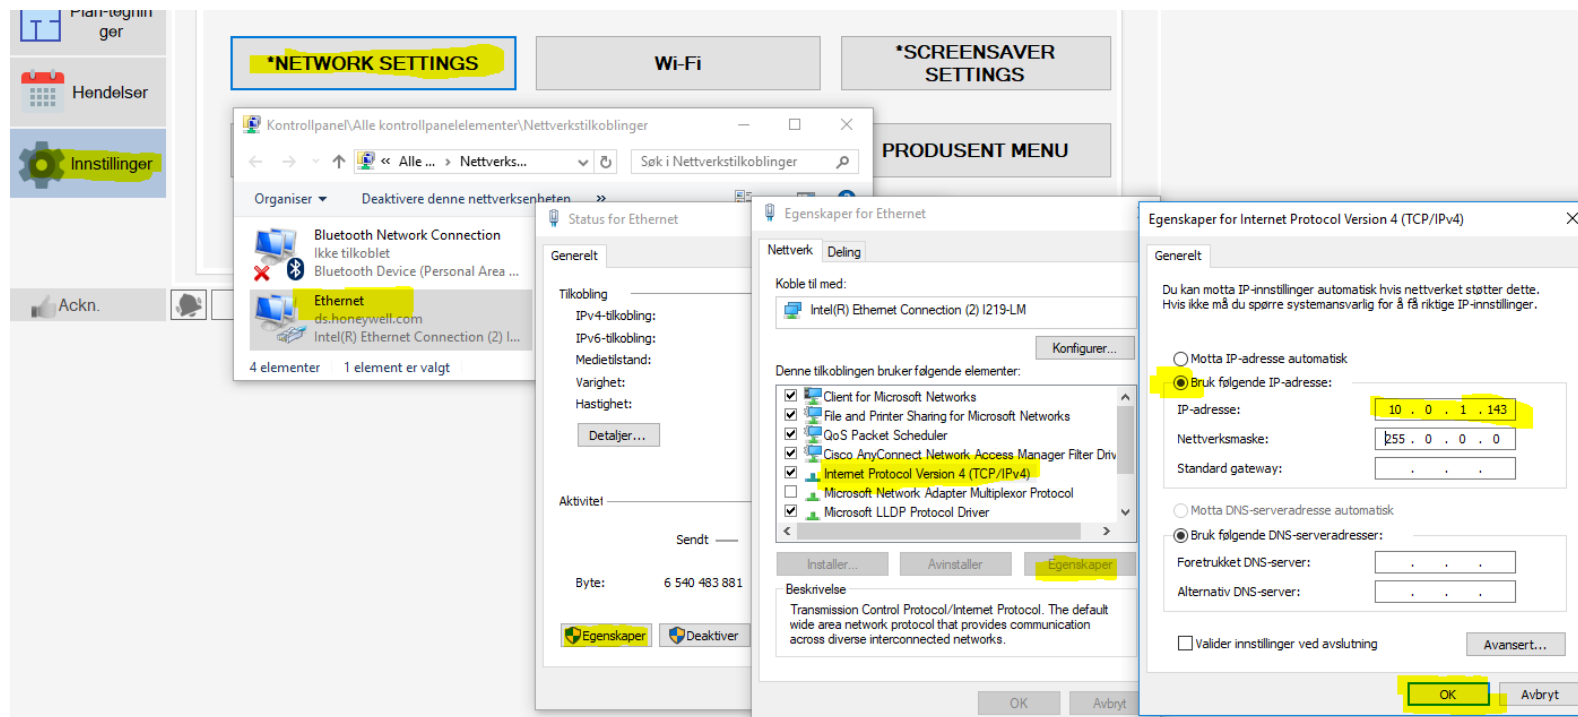 Plan-tegnin
ger
Hendelser
Innstillinger
Ackn.
*NETWORK SETTINGS
Wi-Fi
*SCREENSAVER
SETTINGS
PRODUSENT MENU
Kontrollpanel\Alle kontrollpanelelementer\Nettverkstilkoblinger
« Alle ... › Nettverks...
Søk i Nettverkstilkoblinger
Organiser
Deaktivere denne nettverksenheten
»
Bluetooth Network Connection
Ikke tilkoblet
Bluetooth Device (Personal Area ...
Ethernet
ds.honeywell.com
Intel(R) Ethernet Connection (2) I...
4 elementer
1 element er valgt
Status for Ethernet
Generelt
Tilkobling
IPv4-tilkobling:
IPv6-tilkobling:
Medietilstand:
Varighet:
Hastighet:
Detaljer...
Aktivitet
Sendt
Byte: 6 540 483 881
Egenskaper
Deaktiver
Egenskaper for Ethernet
Nettverk
Deling
Koble til med:
Intel(R) Ethernet Connection (2) I219-LM
Konfigurer...
Denne tilkoblingen bruker følgende elementer:
Client for Microsoft Networks
File and Printer Sharing for Microsoft Networks
QoS Packet Scheduler
Cisco AnyConnect Network Access Manager Filter Driv
Internet Protocol Version 4 (TCP/IPv4)
Microsoft Network Adapter Multiplexor Protocol
Microsoft LLDP Protocol Driver
Installer...
Avinstaller
Egenskaper
Beskrivelse
Transmission Control Protocol/Internet Protocol. The default
wide area network protocol that provides communication
across diverse interconnected networks.
OK
Avbryt
Egenskaper for Internet Protocol Version 4 (TCP/IPv4)
Generelt
Du kan motta IP-innstillinger automatisk hvis nettverket støtter dette.
Hvis ikke må du spørre systemansvarlig for å få riktige IP-innstillinger.
Motta IP-adresse automatisk
Bruk følgende IP-adresse:
IP-adresse: 10 . 0 . 1 . 143
Nettverksmaske: 255 . 0 . 0 . 0
Standard gateway: . . .
Motta DNS-serveradresse automatisk
Bruk følgende DNS-serveradresser:
Foretrukket DNS-server: . . .
Alternativ DNS-server: . . .
Valider innstillinger ved avslutning
Avansert...
OK
Avbryt